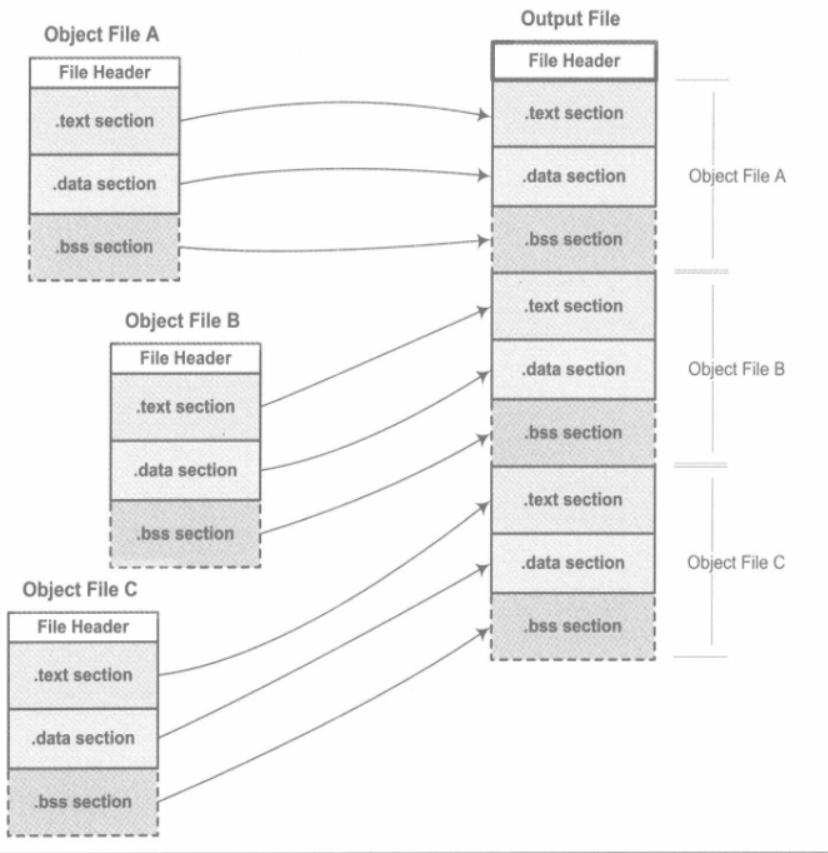 Object File A
File Header
.text section
.data section
.bss section
Object File B
File Header
.text section
.data section
.bss section
Object File C
File Header
.text section
.data section
.bss section
Output File
File Header
.text section
.data section
.bss section
.text section
.data section
.bss section
.text section
.data section
.bss section
Object File A
Object File B
Object File C